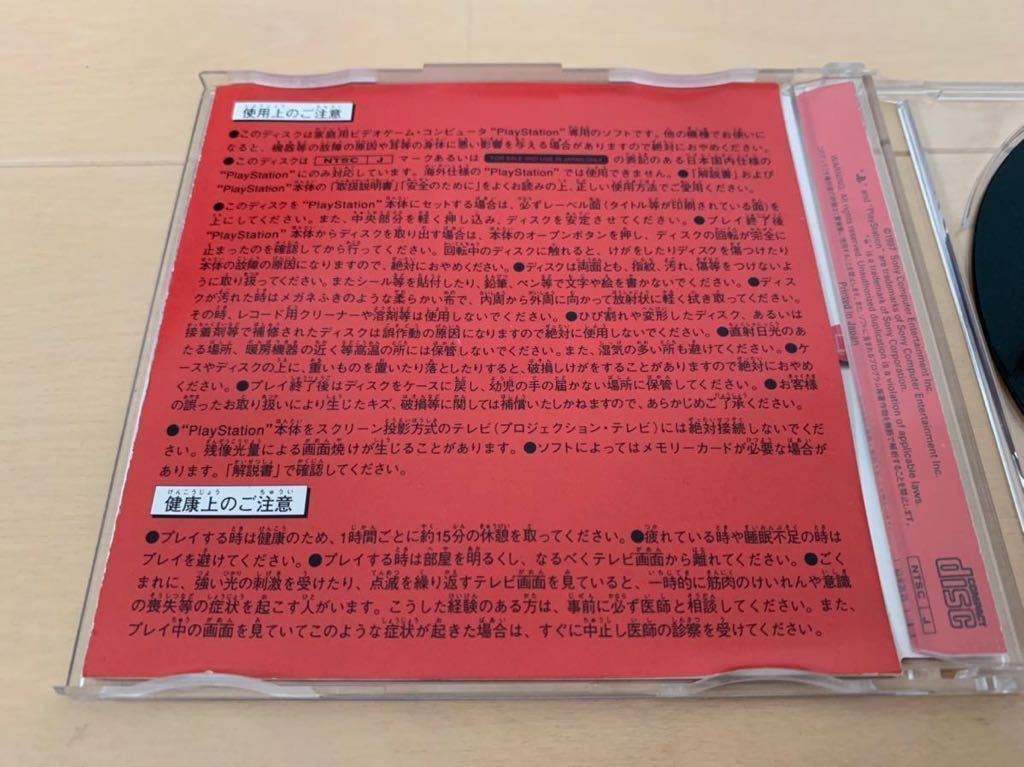 使用上のご注意
●このディスクは家庭用ビデオゲーム・コンピュータ“PlayStation”専用のソフトです。他の機種でお使いに
なると、機器等の故障の原因や耳等の身体に悪い影響を与える場合がありますので絶対におやめください。
●このディスクは NTSC J マークあるいは FOR SALE AND USE IN JAPAN ONLY の表記のある日本国内仕様の
“PlayStation”にのみ対応しています。海外仕様の“PlayStation”では使用できません。●「解説書」および
“PlayStation”本体の「取扱説明書」「安全のために」をよくお読みの上、正しい使用方法でご使用ください。
●このディスクを“PlayStation”本体にセットする場合は、必ずレーベル面(タイトル等が印刷されている面)を
上にしてください。また、中央部分を軽く押し込み、ディスクを安定させてください。●プレイ終了後
“PlayStation”本体からディスクを取り出す場合は、本体のオープンボタンを押し、ディスクの回転が完全に
止まったのを確認してから行ってください。回転中のディスクに触れると、けがをしたりディスクを傷つけたり
本体の故障の原因になりますので、絶対におやめください。●ディスクは両面とも、指紋、汚れ、傷等をつけないよ
うに取り扱ってください。またシール等を貼付したり、鉛筆、ペン等で文字や絵を書かないでください。●ディス
クが汚れた時はメガネふきのような柔らかい布で、内周から外周に向かって放射状に軽く拭き取ってください。
その時、レコード用クリーナーや溶剤等は使用しないでください。●ひび割れや変形したディスク、あるいは
接着剤等で補修されたディスクは誤作動の原因になりますので絶対に使用しないでください。●直射日光のあ
たる場所、暖房機器の近く等高温の所には保管しないでください。また、湿気の多い所も避けてください。●ケ
ースやディスクの上に、重いものを置いたり落としたりすると、破損しけがをすることがありますので絶対におやめ
ください。●プレイ終了後はディスクをケースに戻し、幼児の手の届かない場所に保管してください。●お客様
の誤ったお取り扱いにより生じたキズ、破損等に関しては補償いたしかねますので、あらかじめご了承ください。
●“PlayStation”本体をスクリーン投影方式のテレビ(プロジェクション・テレビ)には絶対接続しないでくだ
さい。残像光量による画面焼けが生じることがあります。●ソフトによってはメモリーカードが必要な場合が
あります。「解説書」で確認してください。
けんこうじょう ちゅうい
健康上のご注意
●プレイする時は健康のため、1時間ごとに約15分の休憩を取ってください。●疲れている時や睡眠不足の時は
プレイを避けてください。●プレイする時は部屋を明るくし、なるべくテレビ画面から離れてください。●ごく
まれに、強い光の刺激を受けたり、点滅を繰り返すテレビ画面を見ていると、一時的に筋肉のけいれんや意識
の喪失等の症状を起こす人がいます。こうした経験のある方は、事前に必ず医師と相談してください。また、
プレイ中の画面を見ていてこのような症状が起きた場合は、すぐに中止し医師の診察を受けてください。
©1997 Sony Computer Entertainment Inc.
and "PlayStation" are trademarks of Sony Computer Entertainment Inc.
is a trademark of Sony Corporation.
WARNING: All rights reserved. Unauthorized duplication is a violation of applicable laws
Printed in Japan
NTSC J
COMPACT
disc